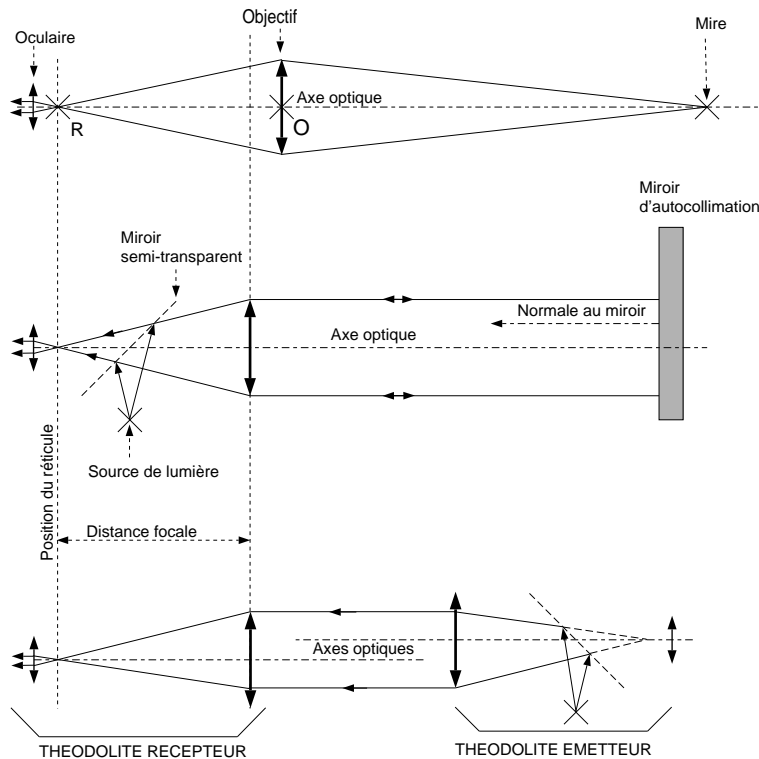 Objectif
Mire
Oculaire
Axe optique
R
O
Miroir
d'autocollimation
Miroir
semi-transparent
Normale au miroir
Axe optique
Source de lumière
Position du réticule
Distance focale
Axes optiques
THEODOLITE RECEPTEUR
THEODOLITE EMETTEUR